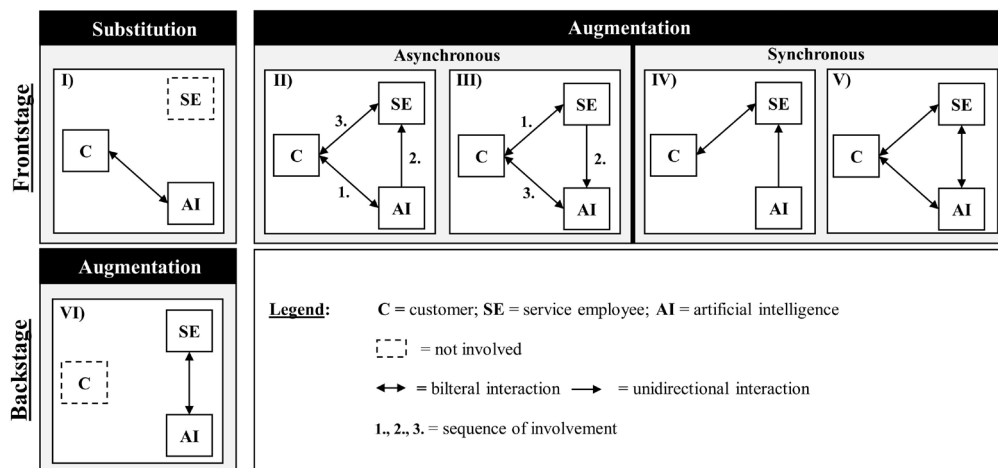 Substitution
Augmentation
Asynchronous
Synchronous
Frontstage
I)
SE
C
AI
II)
SE
3.
C
2.
1.
AI
III)
SE
1.
C
2.
3.
AI
IV)
SE
C
AI
V)
SE
C
AI
Augmentation
Backstage
VI)
SE
C
AI
Legend:
C = customer; SE = service employee; AI = artificial intelligence
= not involved
= bilteral interaction = unidirectional interaction
1., 2., 3. = sequence of involvement